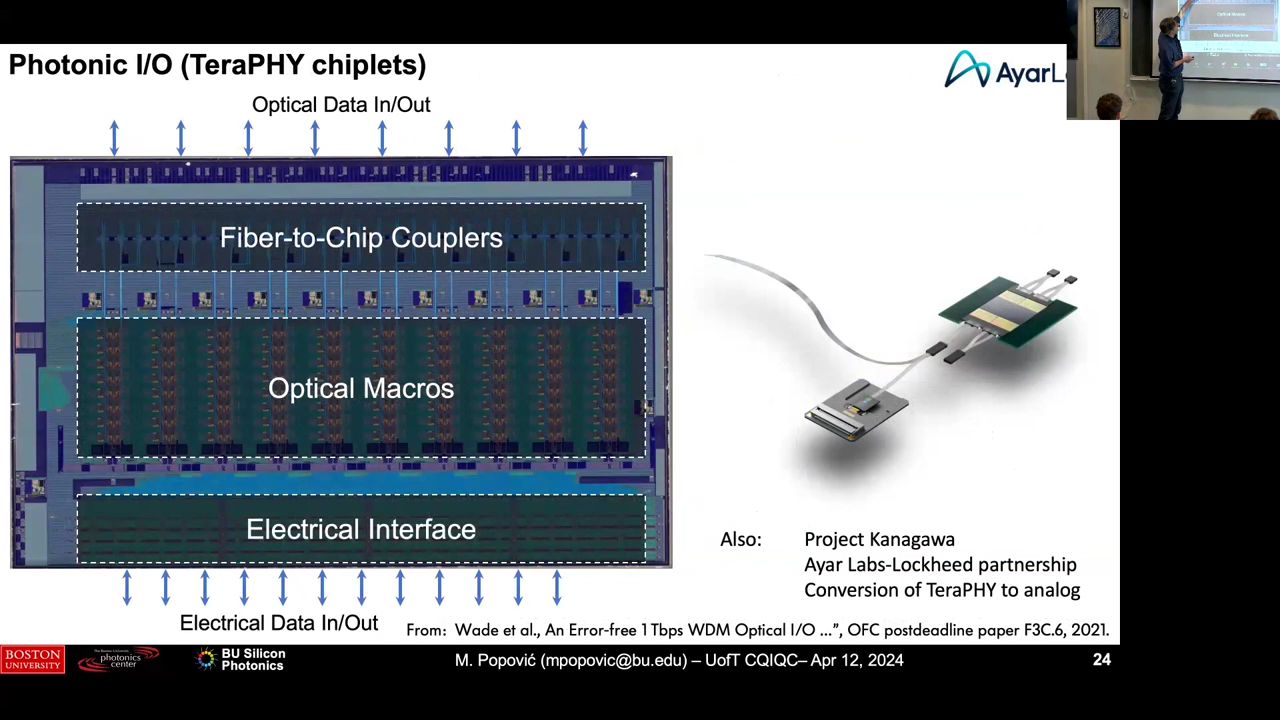 Photonic I/O (TeraPHY chiplets)
AyarL
Optical Data In/Out
Fiber-to-Chip Couplers
Optical Macros
Electrical Interface
Electrical Data In/Out
Also: Project Kanagawa
Ayar Labs-Lockheed partnership
Conversion of TeraPHY to analog
From: Wade et al., An Error-free 1 Tbps WDM Optical I/O ...”, OFC postdeadline paper F3C.6, 2021.
BOSTON
UNIVERSITY
photonics
center
BU Silicon
Photonics
M. Popović (mpopovic@bu.edu) – UofT CQIQC– Apr 12, 2024
24